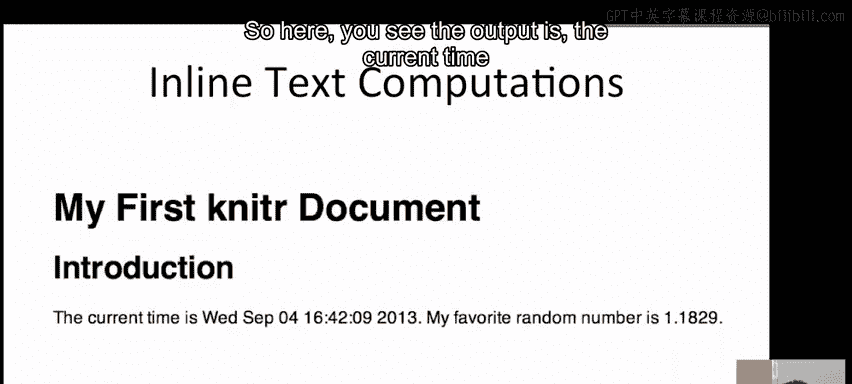 GPT中英字幕课程资源@bilibili.com
So here, you see the output is, the
current time
Inline Text Computations
My First knitr Document
Introduction
The current time is Wed Sep 04 16:42:09 2013. My favorite random number is 1.1829.